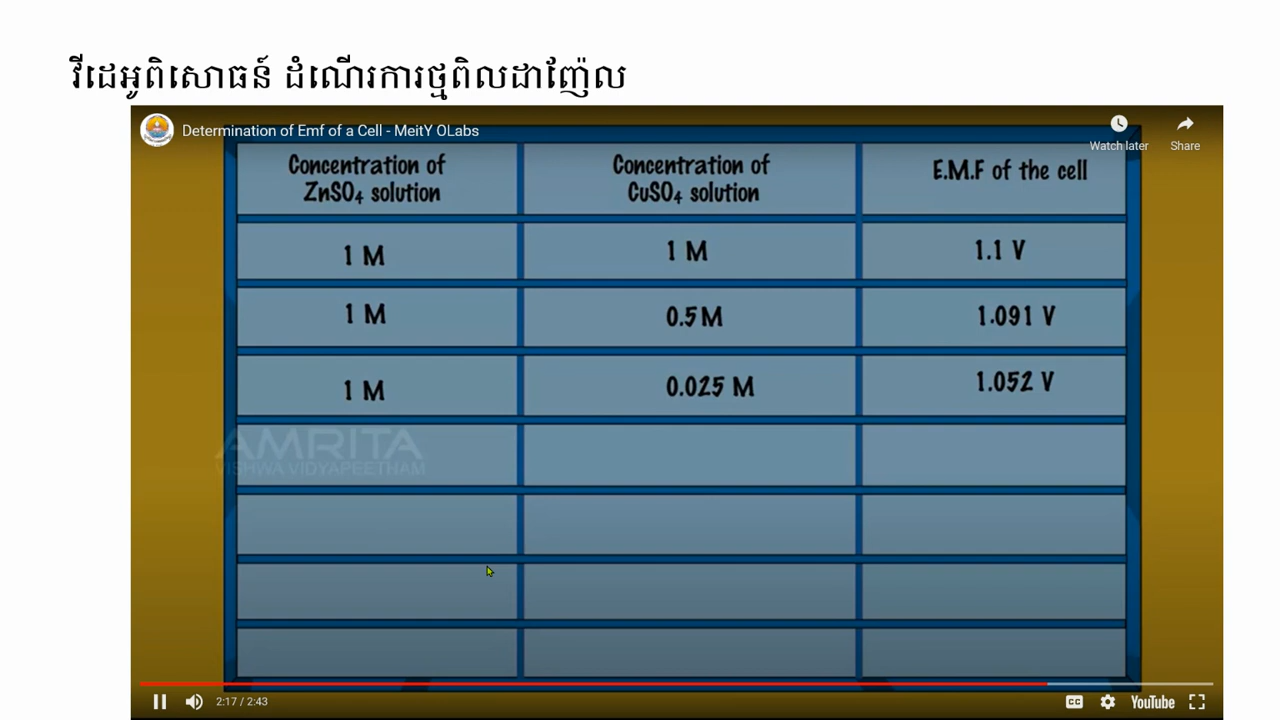 វីដេអូពិសោធន៍ ដំណើរការថ្មពិលដាញ៉ែល
Determination of Emf of a Cell - MeitY OLabs
Watch later
Share
Concentration of
ZnSO₄ solution
Concentration of
CuSO₄ solution
E.M.F of the cell
1 M
1 M
1.1 V
1 M
0.5 M
1.091 V
1 M
0.025 M
1.052 V
AMRITA
VISHWA VIDYAPEETHAM
2:17 / 2:43
CC
YouTube